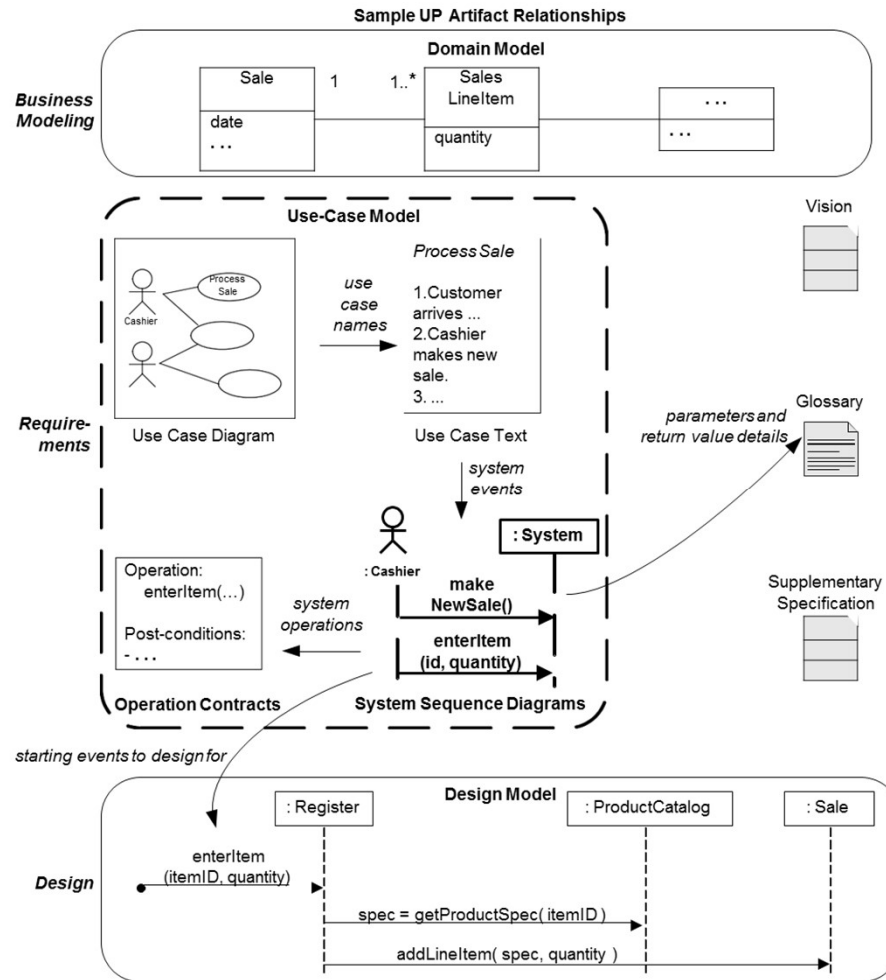 Sample UP Artifact Relationships
Domain Model
Business
Modeling
Sale
1
1..*
Sales
LineItem
date
. . .
quantity
. . .
. . .
Use-Case Model
Vision
Process
Sale
Cashier
use
case
names
Process Sale
1.Customer
arrives ...
2.Cashier
makes new
sale.
3. ...
Require-
ments
Use Case Diagram
Use Case Text
parameters and
return value details
Glossary
system
events
: System
: Cashier
make
NewSale()
enterItem
(id, quantity)
Operation:
enterItem(…)
Post-conditions:
- . . .
system
operations
Supplementary
Specification
Operation Contracts
System Sequence Diagrams
starting events to design for
Design Model
: Register
: ProductCatalog
: Sale
Design
enterItem
(itemID, quantity)
spec = getProductSpec( itemID )
addLineItem( spec, quantity )